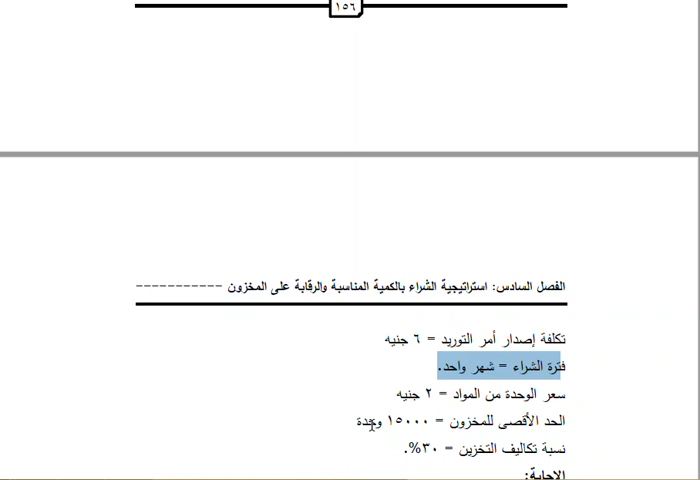 ١٥٦
الفصل السادس: استراتيجية الشراء بالكمية المناسبة والرقابة على المخزون -----------
تكلفة إصدار أمر التوريد = ٦ جنيه
فترة الشراء = شهر واحد.
سعر الوحدة من المواد = ٢ جنيه
الحد الأقصى للمخزون = ١٥٠٠٠ وحدة
نسبة تكاليف التخزين = ٣٠%.
الإجابة: